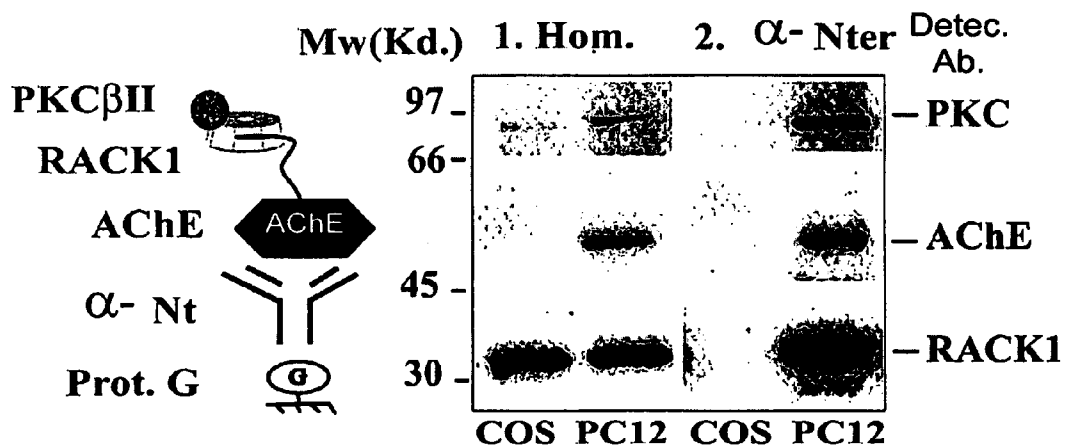 Mw(Kd.) 1. Hom. 2. α- Nter Detec. Ab.
PKCβII
RACK1
AChE
AChE
α- Nt
Prot. G
G
97 -
66-
45 -
30 -
– PKC
– AChE
– RACK1
COS PC12 COS PC12